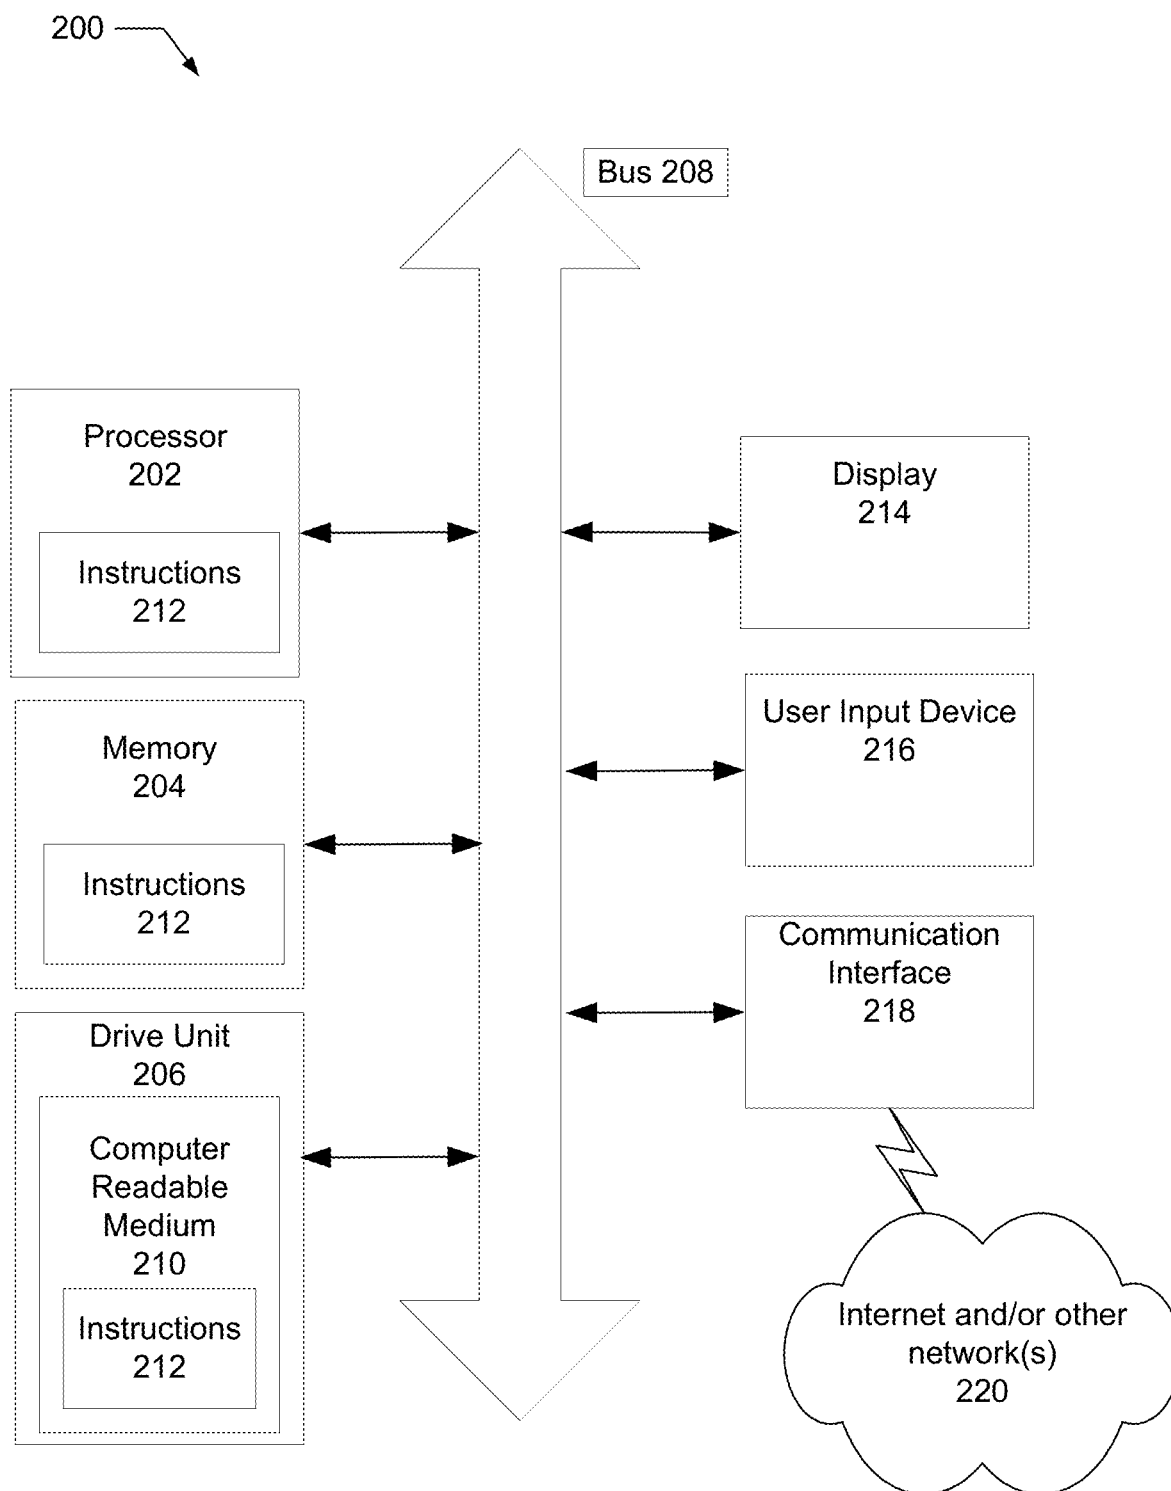 200
Bus 208
Processor
202
Instructions
212
Memory
204
Instructions
212
Drive Unit
206
Computer
Readable
Medium
210
Instructions
212
Display
214
User Input Device
216
Communication
Interface
218
Internet and/or other
network(s)
220